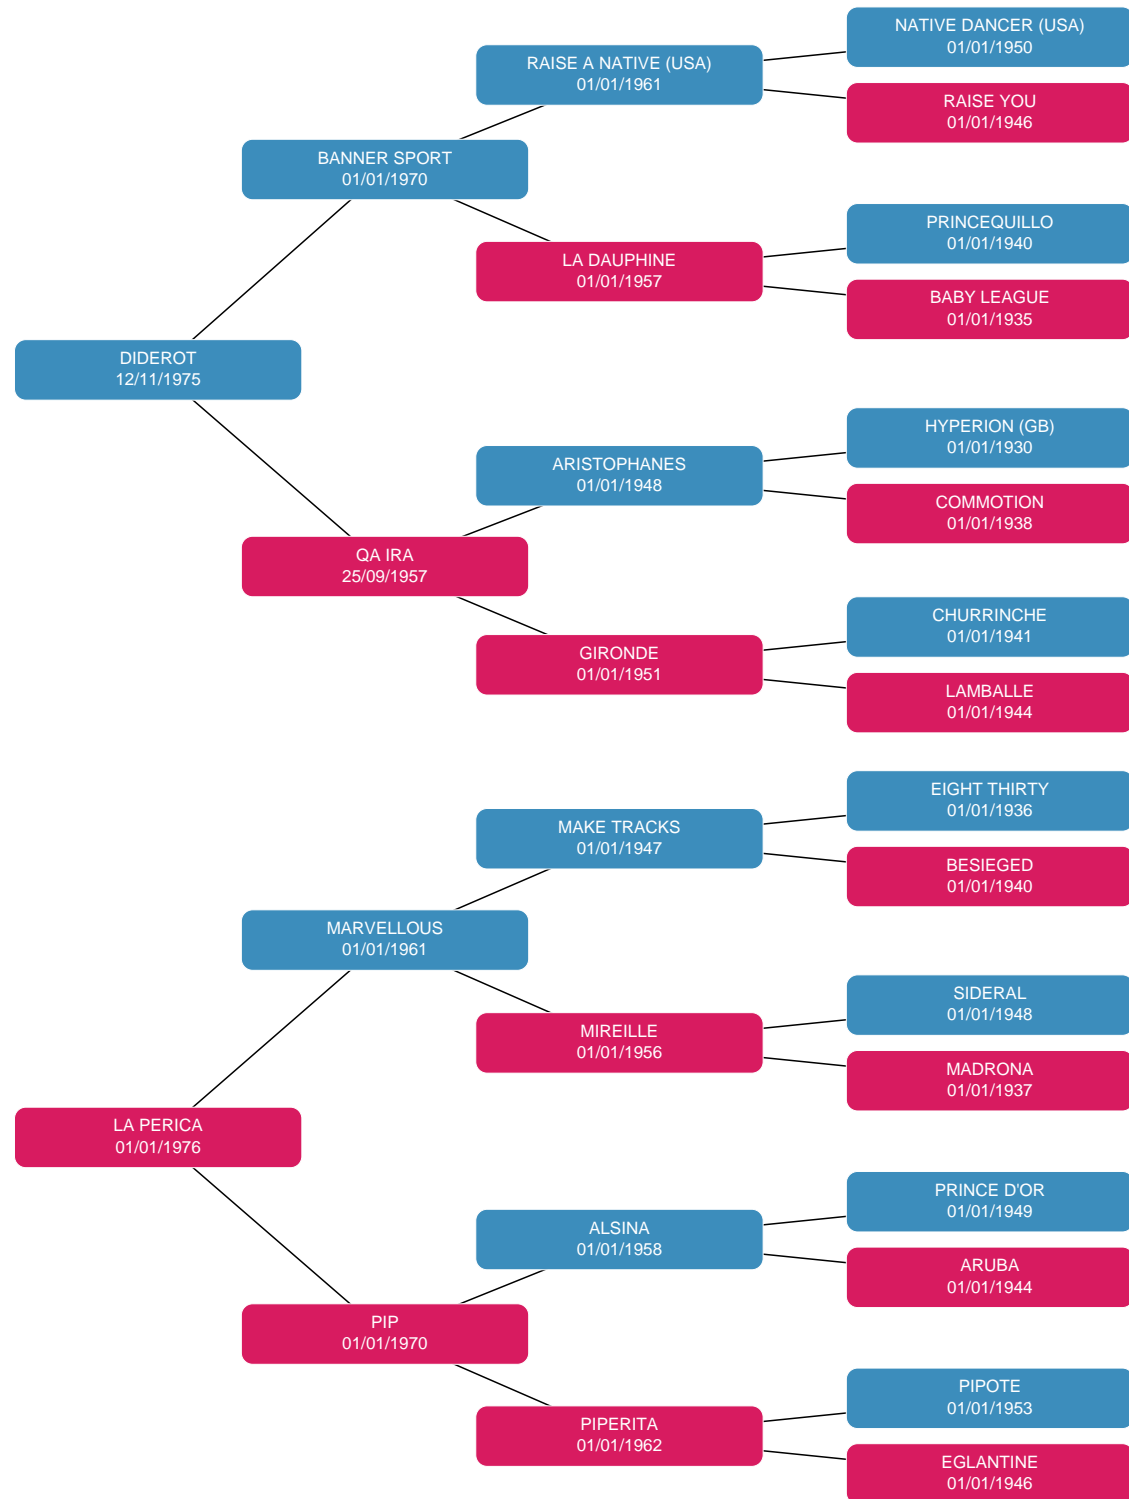 NATIVE DANCER (USA)
01/01/1950
RAISE A NATIVE (USA)
01/01/1961
RAISE YOU
01/01/1946
BANNER SPORT
01/01/1970
PRINCEQUILLO
01/01/1940
LA DAUPHINE
01/01/1957
BABY LEAGUE
01/01/1935
DIDEROT
12/11/1975
HYPERION (GB)
01/01/1930
ARISTOPHANES
01/01/1948
COMMOTION
01/01/1938
QA IRA
25/09/1957
CHURRINCHE
01/01/1941
GIRONDE
01/01/1951
LAMBALLE
01/01/1944
EIGHT THIRTY
01/01/1936
MAKE TRACKS
01/01/1947
BESIEGED
01/01/1940
MARVELLOUS
01/01/1961
SIDERAL
01/01/1948
MIREILLE
01/01/1956
MADRONA
01/01/1937
LA PERICA
01/01/1976
PRINCE D'OR
01/01/1949
ALSINA
01/01/1958
ARUBA
01/01/1944
PIP
01/01/1970
PIPOTE
01/01/1953
PIPERITA
01/01/1962
EGLANTINE
01/01/1946